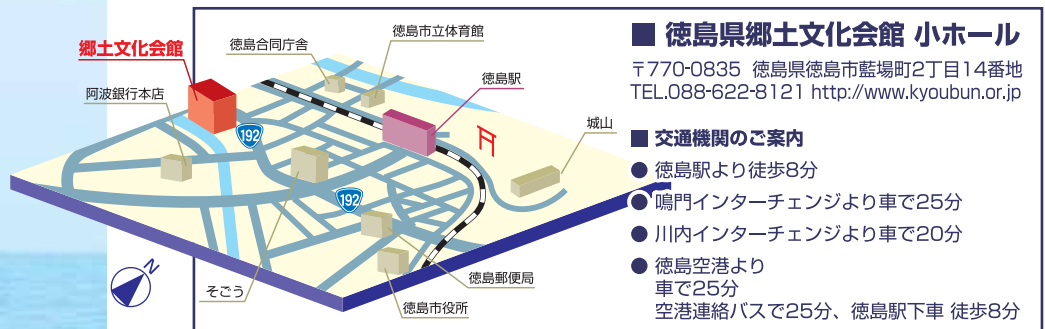 郷土文化会館
徳島合同庁舎
徳島市立体育館
徳島駅
阿波銀行本店
城山
192
192
そごう
徳島市役所
徳島郵便局
N
■ 徳島県郷土文化会館 小ホール
〒770-0835 徳島県徳島市藍場町2丁目14番地
TEL.088-622-8121 http://www.kyoubun.or.jp
■ 交通機関のご案内
● 徳島駅より徒歩8分
● 鳴門インターチェンジより車で25分
● 川内インターチェンジより車で20分
● 徳島空港より
車で25分
空港連絡バスで25分、徳島駅下車 徒歩8分